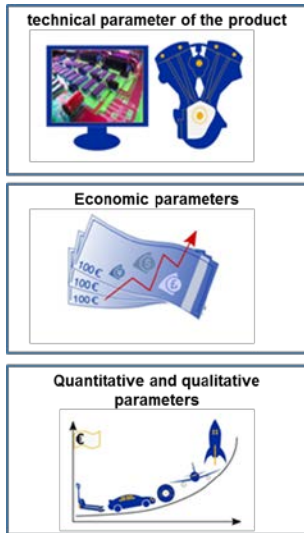 technical parameter of the product
Economic parameters
100€
100€
100€
Quantitative and qualitative
parameters
€